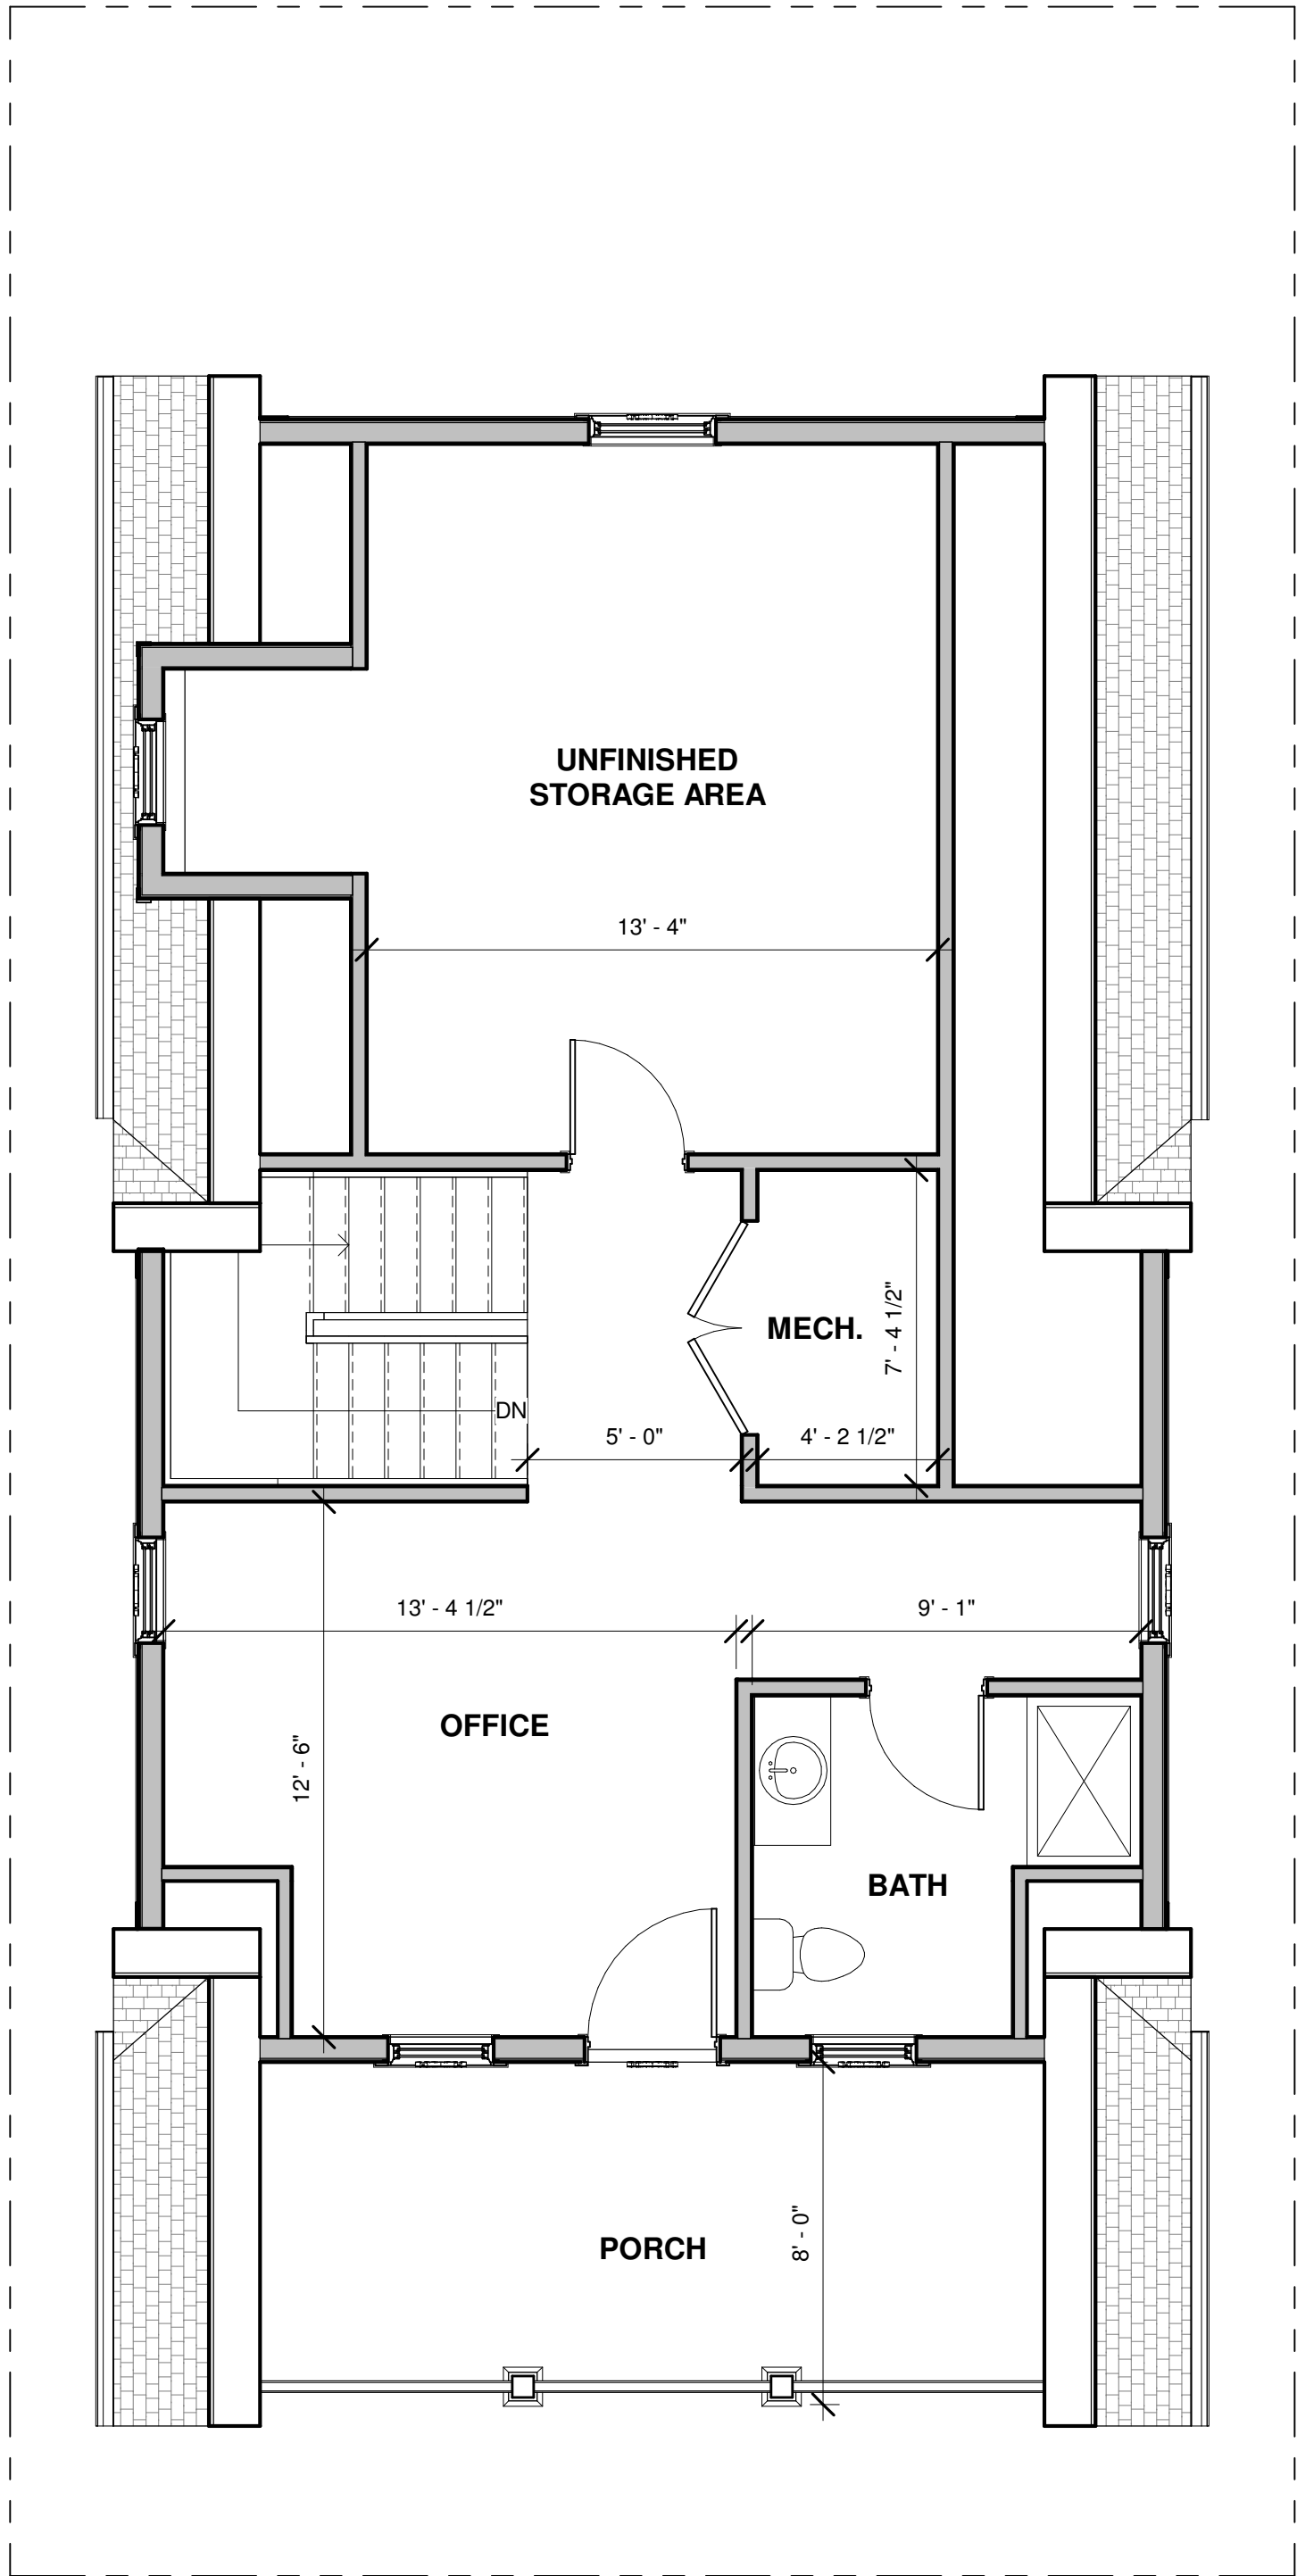 UNFINISHED
STORAGE AREA
13' - 4"
MECH.
7' - 4 1/2"
DN
5' - 0"
4' - 2 1/2"
13' - 4 1/2"
9' - 1"
OFFICE
12' - 6"
BATH
PORCH
8' - 0"